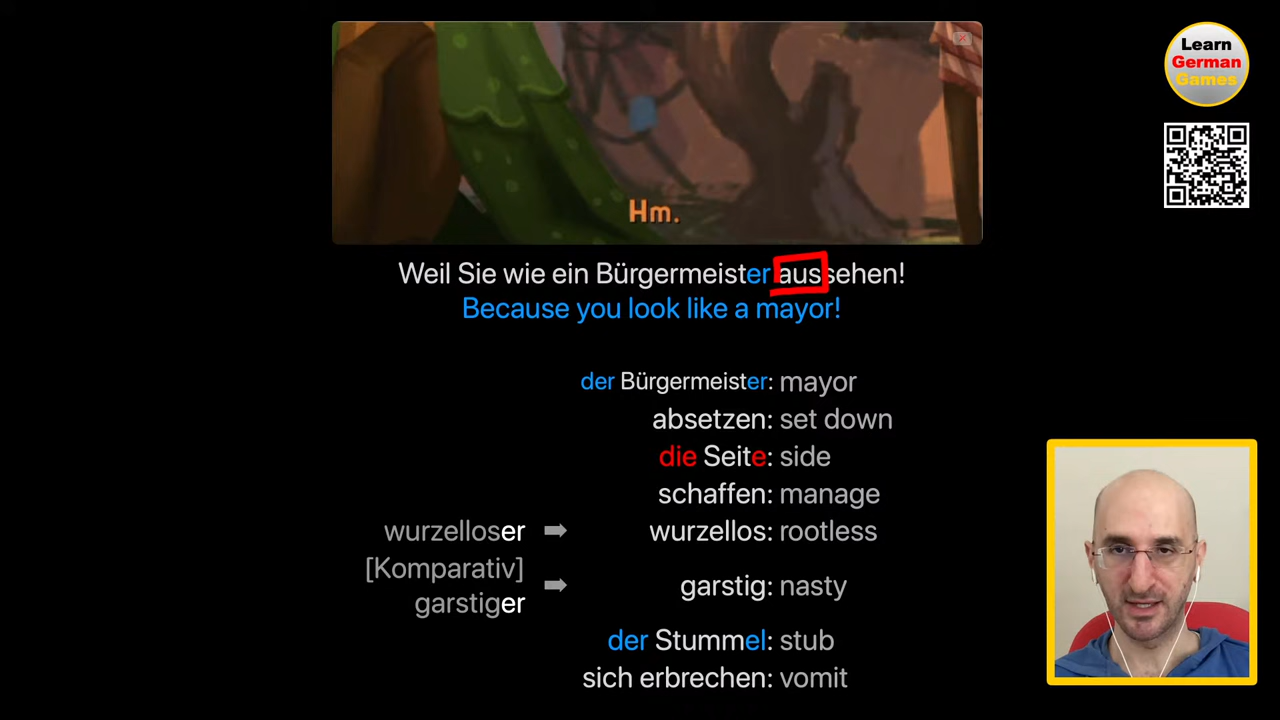 Learn
German
Games
Hm.
Weil Sie wie ein Bürgermeister aussehen!
Because you look like a mayor!
der Bürgermeister: mayor
absetzen: set down
die Seite: side
schaffen: manage
wurzelloser ➡ wurzellos: rootless
[Komparativ]
garstiger ➡ garstig: nasty
der Stummel: stub
sich erbrechen: vomit